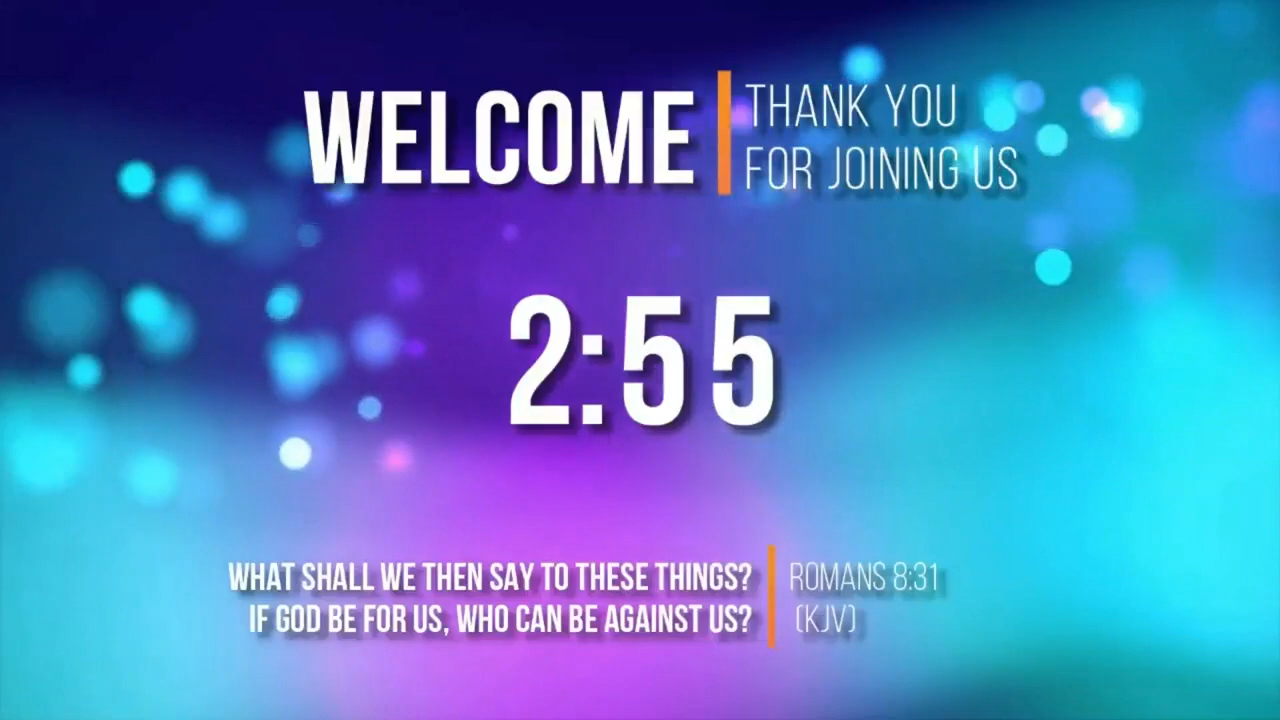 WELCOME
THANK YOU
FOR JOINING US
2:55
WHAT SHALL WE THEN SAY TO THESE THINGS?
IF GOD BE FOR US, WHO CAN BE AGAINST US?
ROMANS 8:31
(KJV)